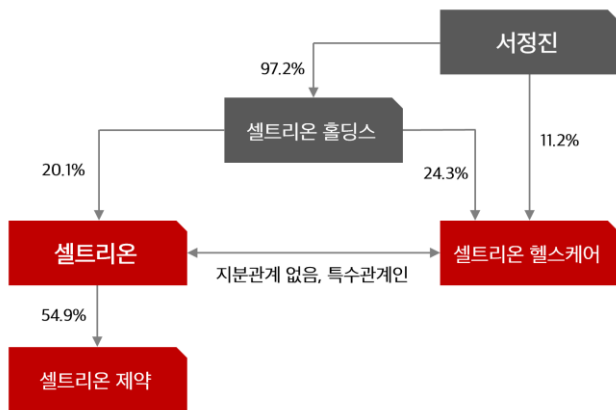 서정진
97.2%
셀트리온 홀딩스
11.2%
20.1%
24.3%
셀트리온
셀트리온 헬스케어
지분관계 없음, 특수관계인
54.9%
셀트리온 제약